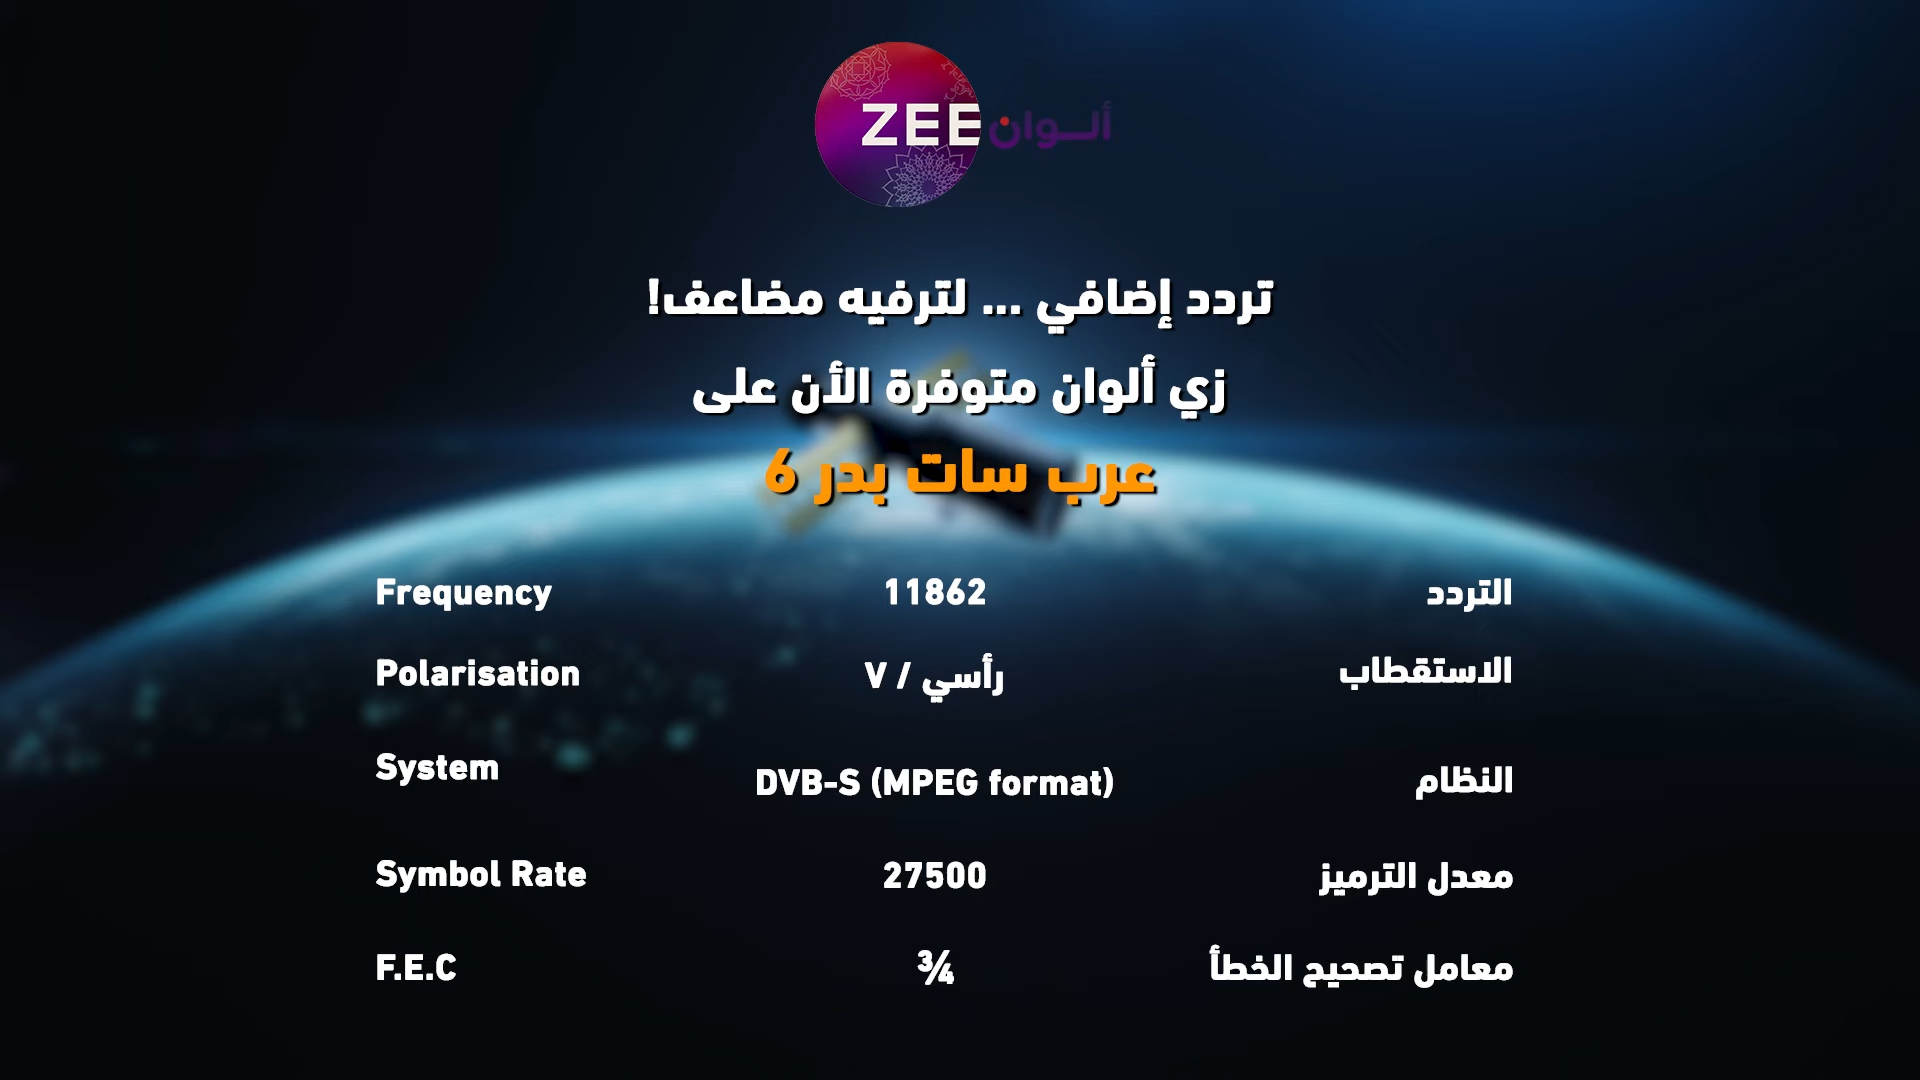 ZEE ألوان
تردد إضافي ... لترفيه مضاعف!
زي ألوان متوفرة الأن على
عرب سات بدر 6
Frequency 11862 التردد
Polarisation رأسي / V الاستقطاب
System DVB-S (MPEG format) النظام
Symbol Rate 27500 معدل الترميز
F.E.C ¾ معامل تصحيح الخطأ